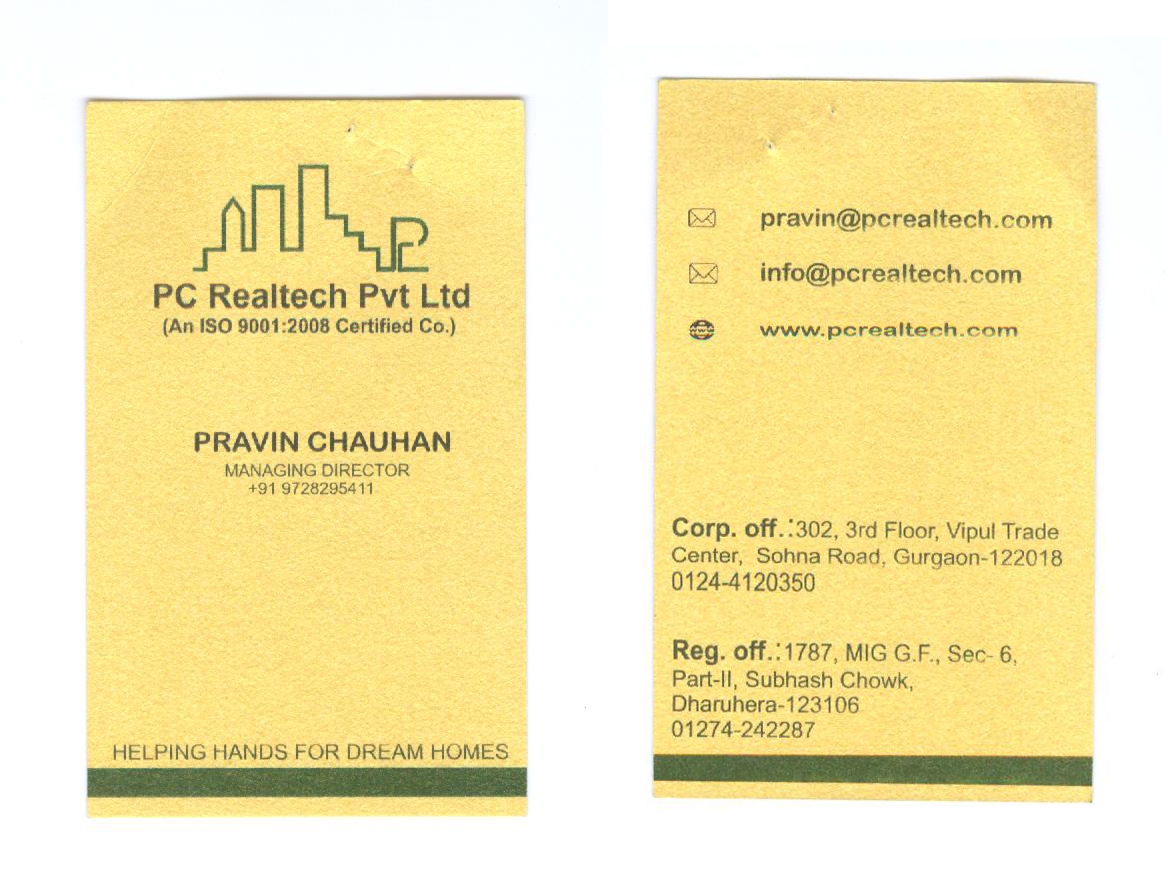 PC
PC Realtech Pvt Ltd
(An ISO 9001:2008 Certified Co.)
PRAVIN CHAUHAN
MANAGING DIRECTOR
+91 9728295411
HELPING HANDS FOR DREAM HOMES
pravin@pcrealtech.com
info@pcrealtech.com
www.pcrealtech.com
Corp. off.:302, 3rd Floor, Vipul Trade
Center, Sohna Road, Gurgaon-122018
0124-4120350
Reg. off.:1787, MIG G.F., Sec- 6,
Part-II, Subhash Chowk,
Dharuhera-123106
01274-242287